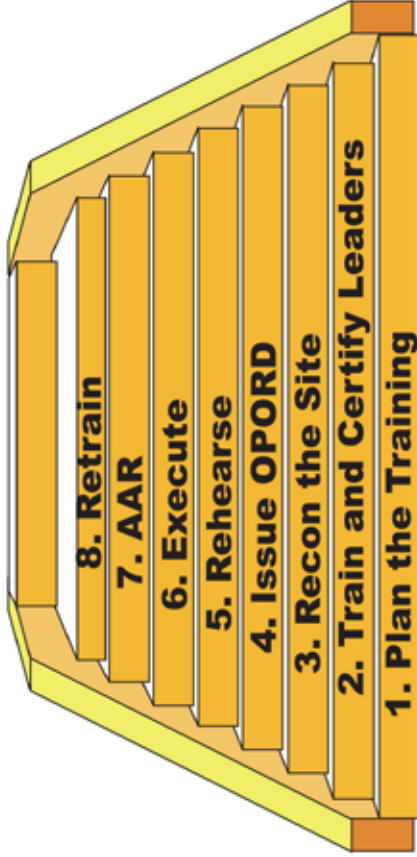 8. Retrain
7. AAR
6. Execute
5. Rehearse
4. Issue OPORD
3. Recon the Site
2. Train and Certify Leaders
1. Plan the Training